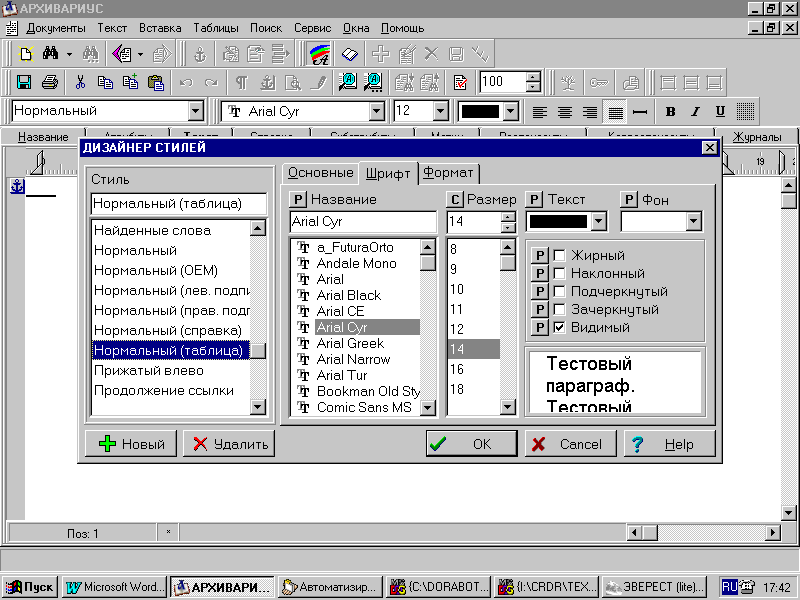 АРХИВАРИУС
Документы Текст Вставка Таблицы Поиск Сервис Окна Помощь
100
Нормальный Arial Cyr 12 B I U
Название Журналы
19
ДИЗАЙНЕР СТИЛЕЙ
Стиль
Нормальный (таблица)
Найденные слова
Нормальный
Нормальный (OEM)
Нормальный (лев. подпи
Нормальный (прав. подп
Нормальный (справка)
Нормальный (таблица)
Прижатый влево
Продолжение ссылки
Основные Шрифт Формат
P Название C Размер P Текст P Фон
Arial Cyr 14
a_FuturaOrto
Andale Mono
Arial
Arial Black
Arial CE
Arial Cyr
Arial Greek
Arial Narrow
Arial Tur
Bookman Old Sty
Comic Sans MS
8
9
10
11
12
14
16
18
P Жирный
P Наклонный
P Подчеркнутый
P Зачеркнутый
P Видимый
Тестовый
параграф.
Тестовый
Новый Удалить OK Cancel Help
Поз: 1 *
Пуск Microsoft Word... АРХИВАРИ... Автоматизир... {C:\DORABOT... {I:\CRDR\TEX... ЭВЕРЕСТ (lite)... RU 17:42